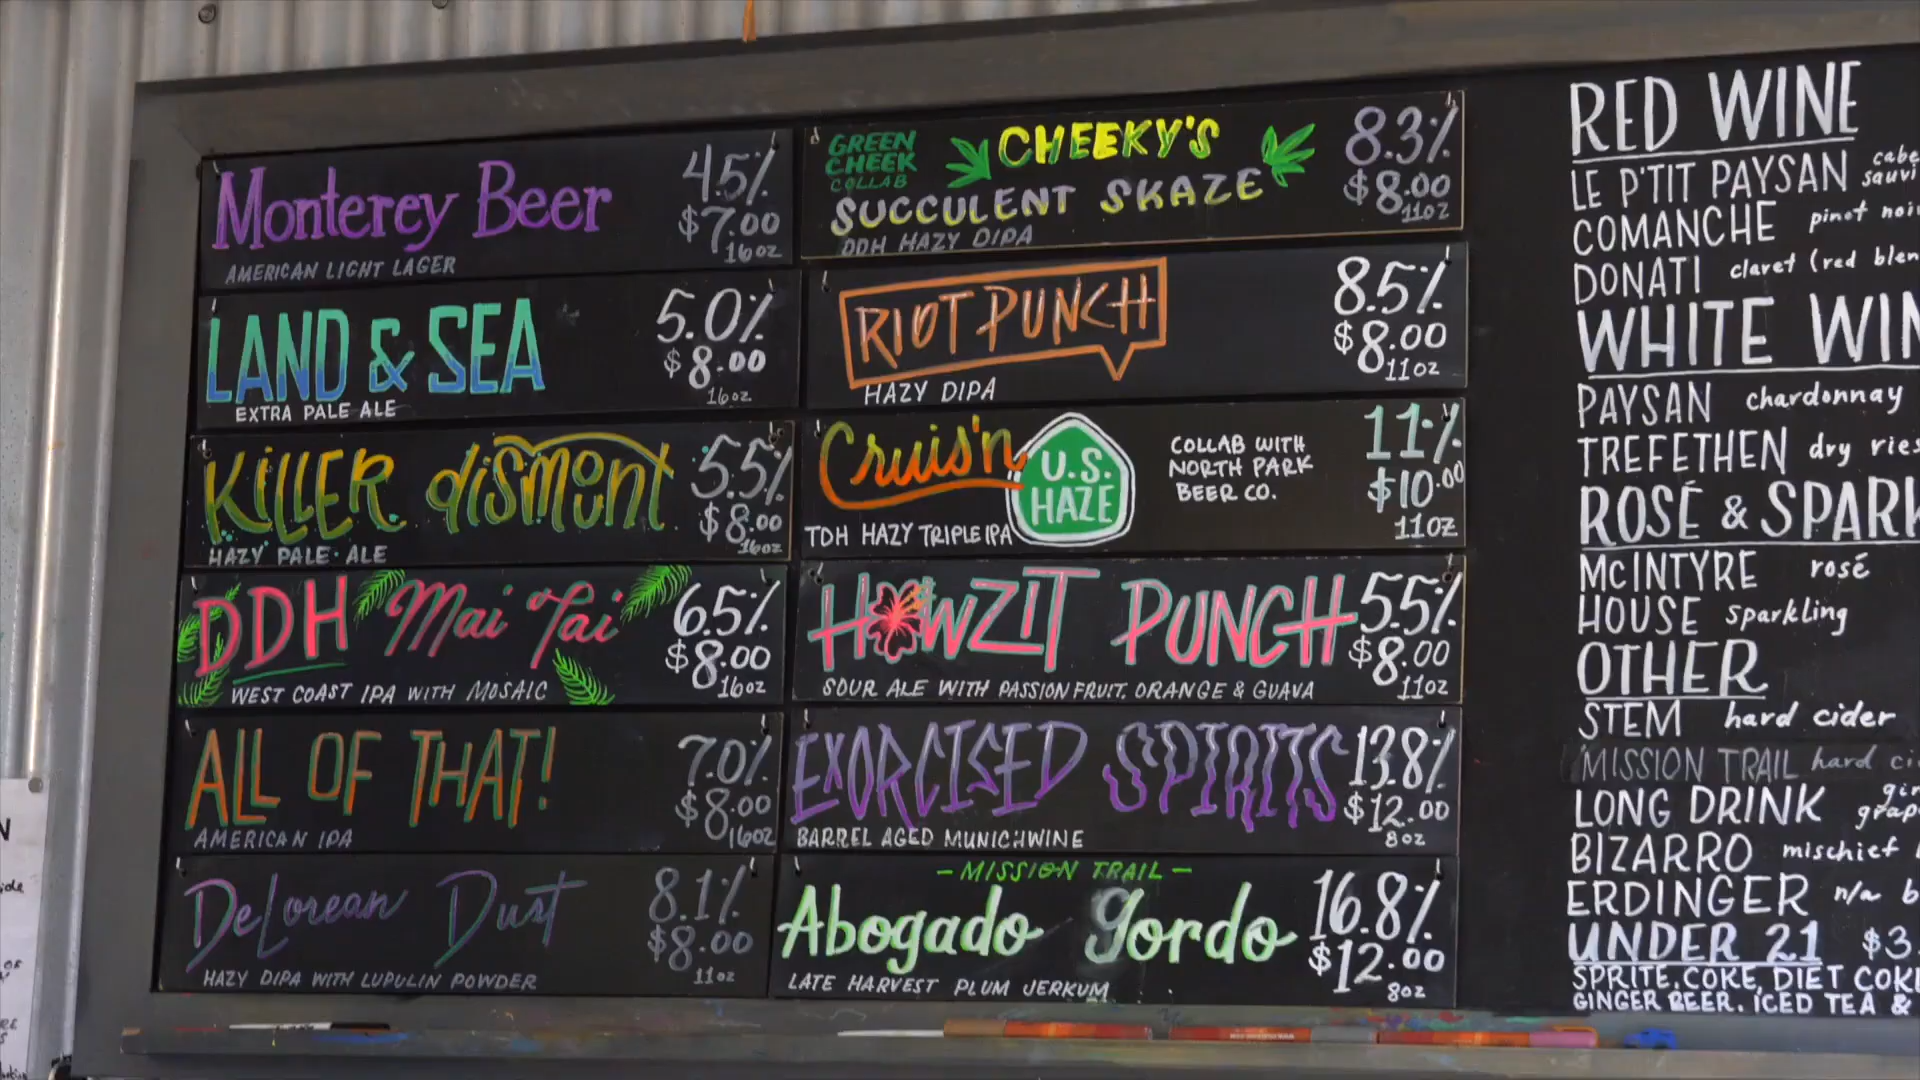 Monterey Beer
4.5%
$7.00
16oz
AMERICAN LIGHT LAGER
LAND & SEA
5.0%
$8.00
16oz
EXTRA PALE ALE
KILLER dismount
5.5%
$8.00
16oz
HAZY PALE ALE
DDH Mai Tai
6.5%
$8.00
16oz
WEST COAST IPA WITH MOSAIC
ALL OF THAT!
7.0%
$8.00
16oz
AMERICAN IPA
DeLorean Dust
8.1%
$8.00
11oz
HAZY DIPA WITH LUPULIN POWDER
GREEN
CHEEK
COLLAB
CHEEKY'S
SUCCULENT SKAZE
8.3%
$8.00
11oz
DDH HAZY DIPA
RIOT PUNCH
8.5%
$8.00
11oz
HAZY DIPA
Cruis'n
U.S.
HAZE
COLLAB WITH
NORTH PARK
BEER CO.
11%
$10.00
11oz
TDH HAZY TRIPLE IPA
HOWZIT PUNCH
5.5%
$8.00
11oz
SOUR ALE WITH PASSIONFRUIT, ORANGE & GUAVA
EXORCISED SPIRITS
13.8%
$12.00
8oz
BARREL AGED MUNICHWINE
- MISSION TRAIL -
Abogado gordo
16.8%
$12.00
8oz
LATE HARVEST PLUM JERKUM
RED WINE
LE P'TIT PAYSAN cabe
sauvi
COMANCHE pinot noi
DONATI claret (red blen
WHITE WIN
PAYSAN chardonnay
TREFETHEN dry ries
ROSÉ & SPARK
MCINTYRE rosé
HOUSE sparkling
OTHER
STEM hard cider
MISSION TRAIL hard ci
LONG DRINK gin
grap
BIZARRO mischief
ERDINGER n/a b
UNDER 21 $3.
SPRITE, COKE, DIET COKE
GINGER BEER, ICED TEA &